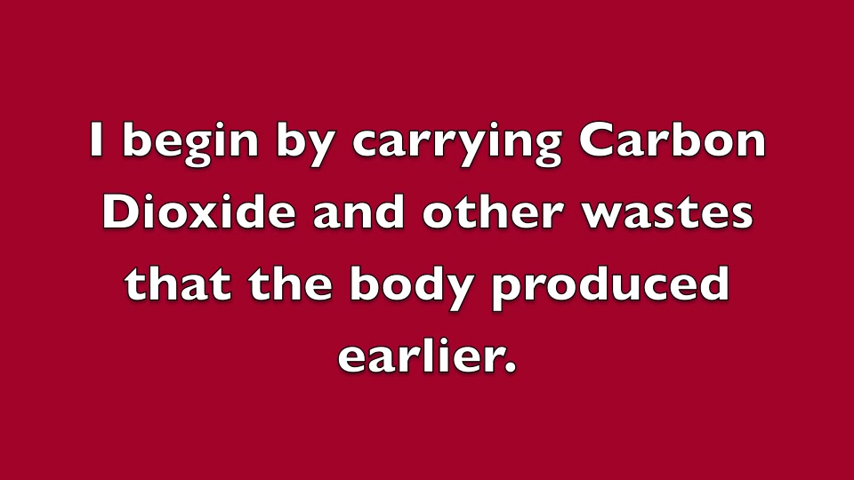 I begin by carrying Carbon
Dioxide and other wastes
that the body produced
earlier.